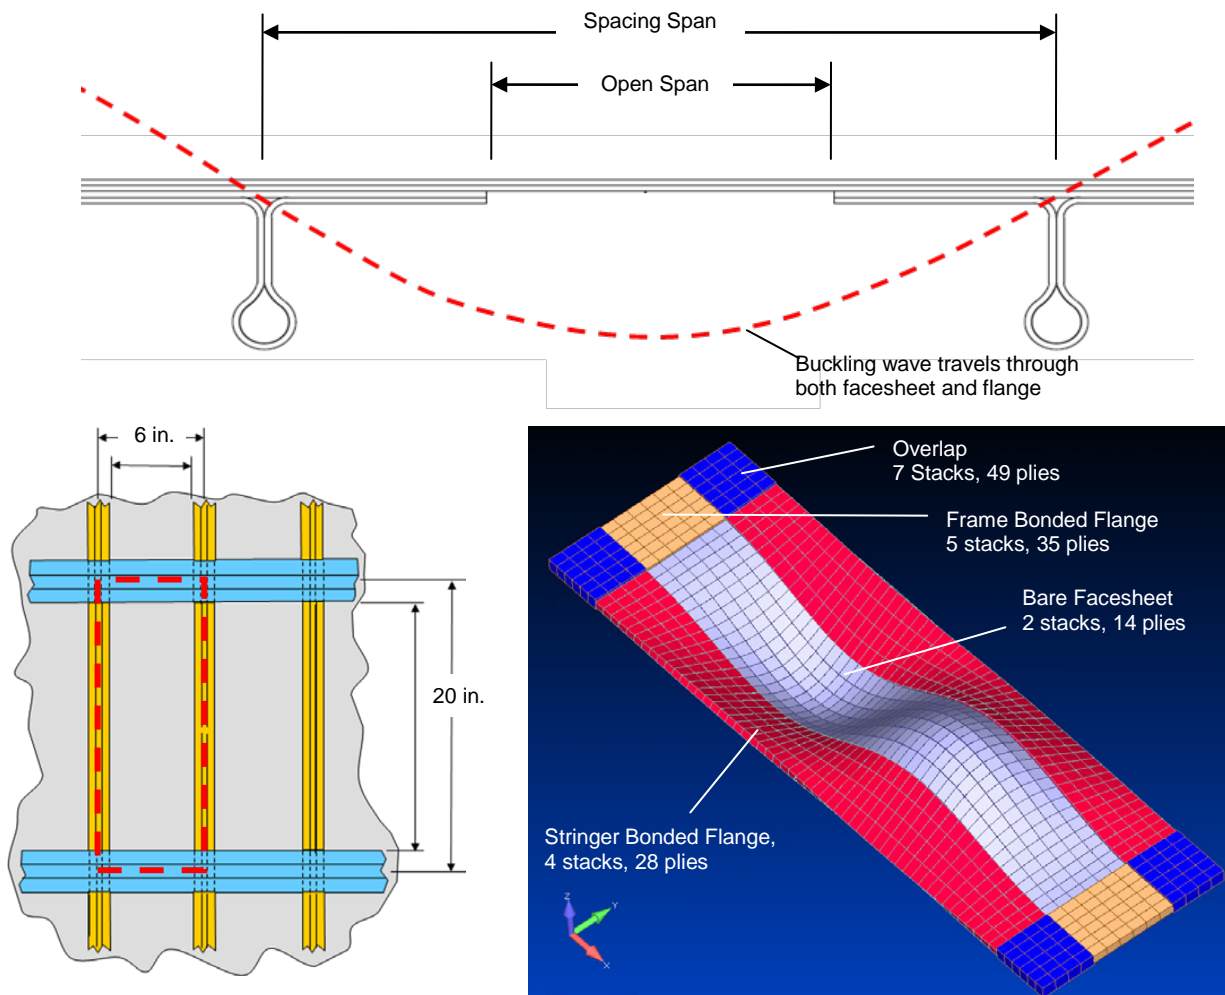 Spacing Span
Open Span
Buckling wave travels through
both facesheet and flange
6 in.
20 in.
Overlap
7 Stacks, 49 plies
Frame Bonded Flange
5 stacks, 35 plies
Bare Facesheet
2 stacks, 14 plies
Stringer Bonded Flange,
4 stacks, 28 plies
Z
Y
X